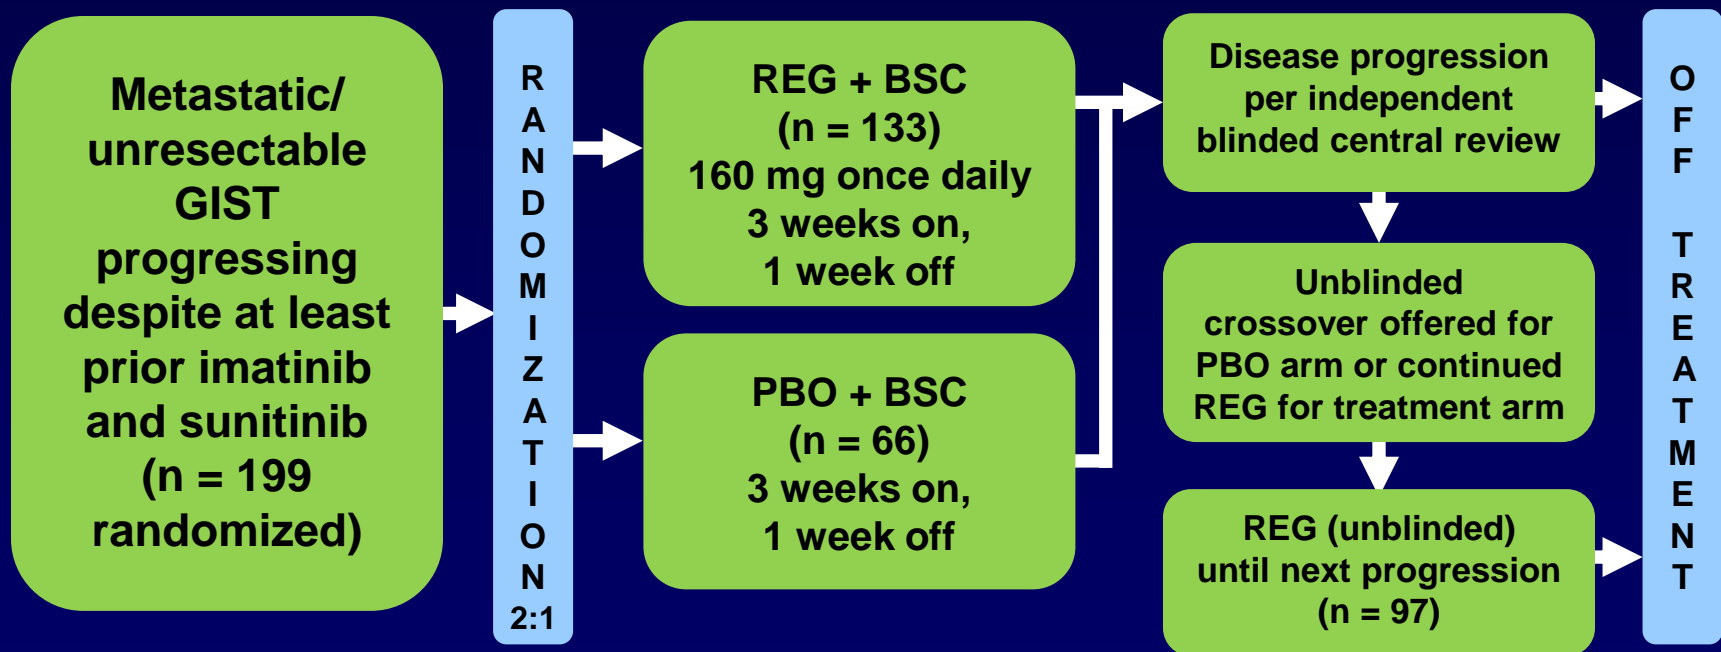 Metastatic/
unresectable
GIST
progressing
despite at least
prior imatinib
and sunitinib
(n = 199
randomized)
RANDOMIZATION
2:1
REG + BSC
(n = 133)
160 mg once daily
3 weeks on,
1 week off
PBO + BSC
(n = 66)
3 weeks on,
1 week off
Disease progression
per independent
blinded central review
Unblinded
crossover offered for
PBO arm or continued
REG for treatment arm
REG (unblinded)
until next progression
(n = 97)
OFF TREATMENT